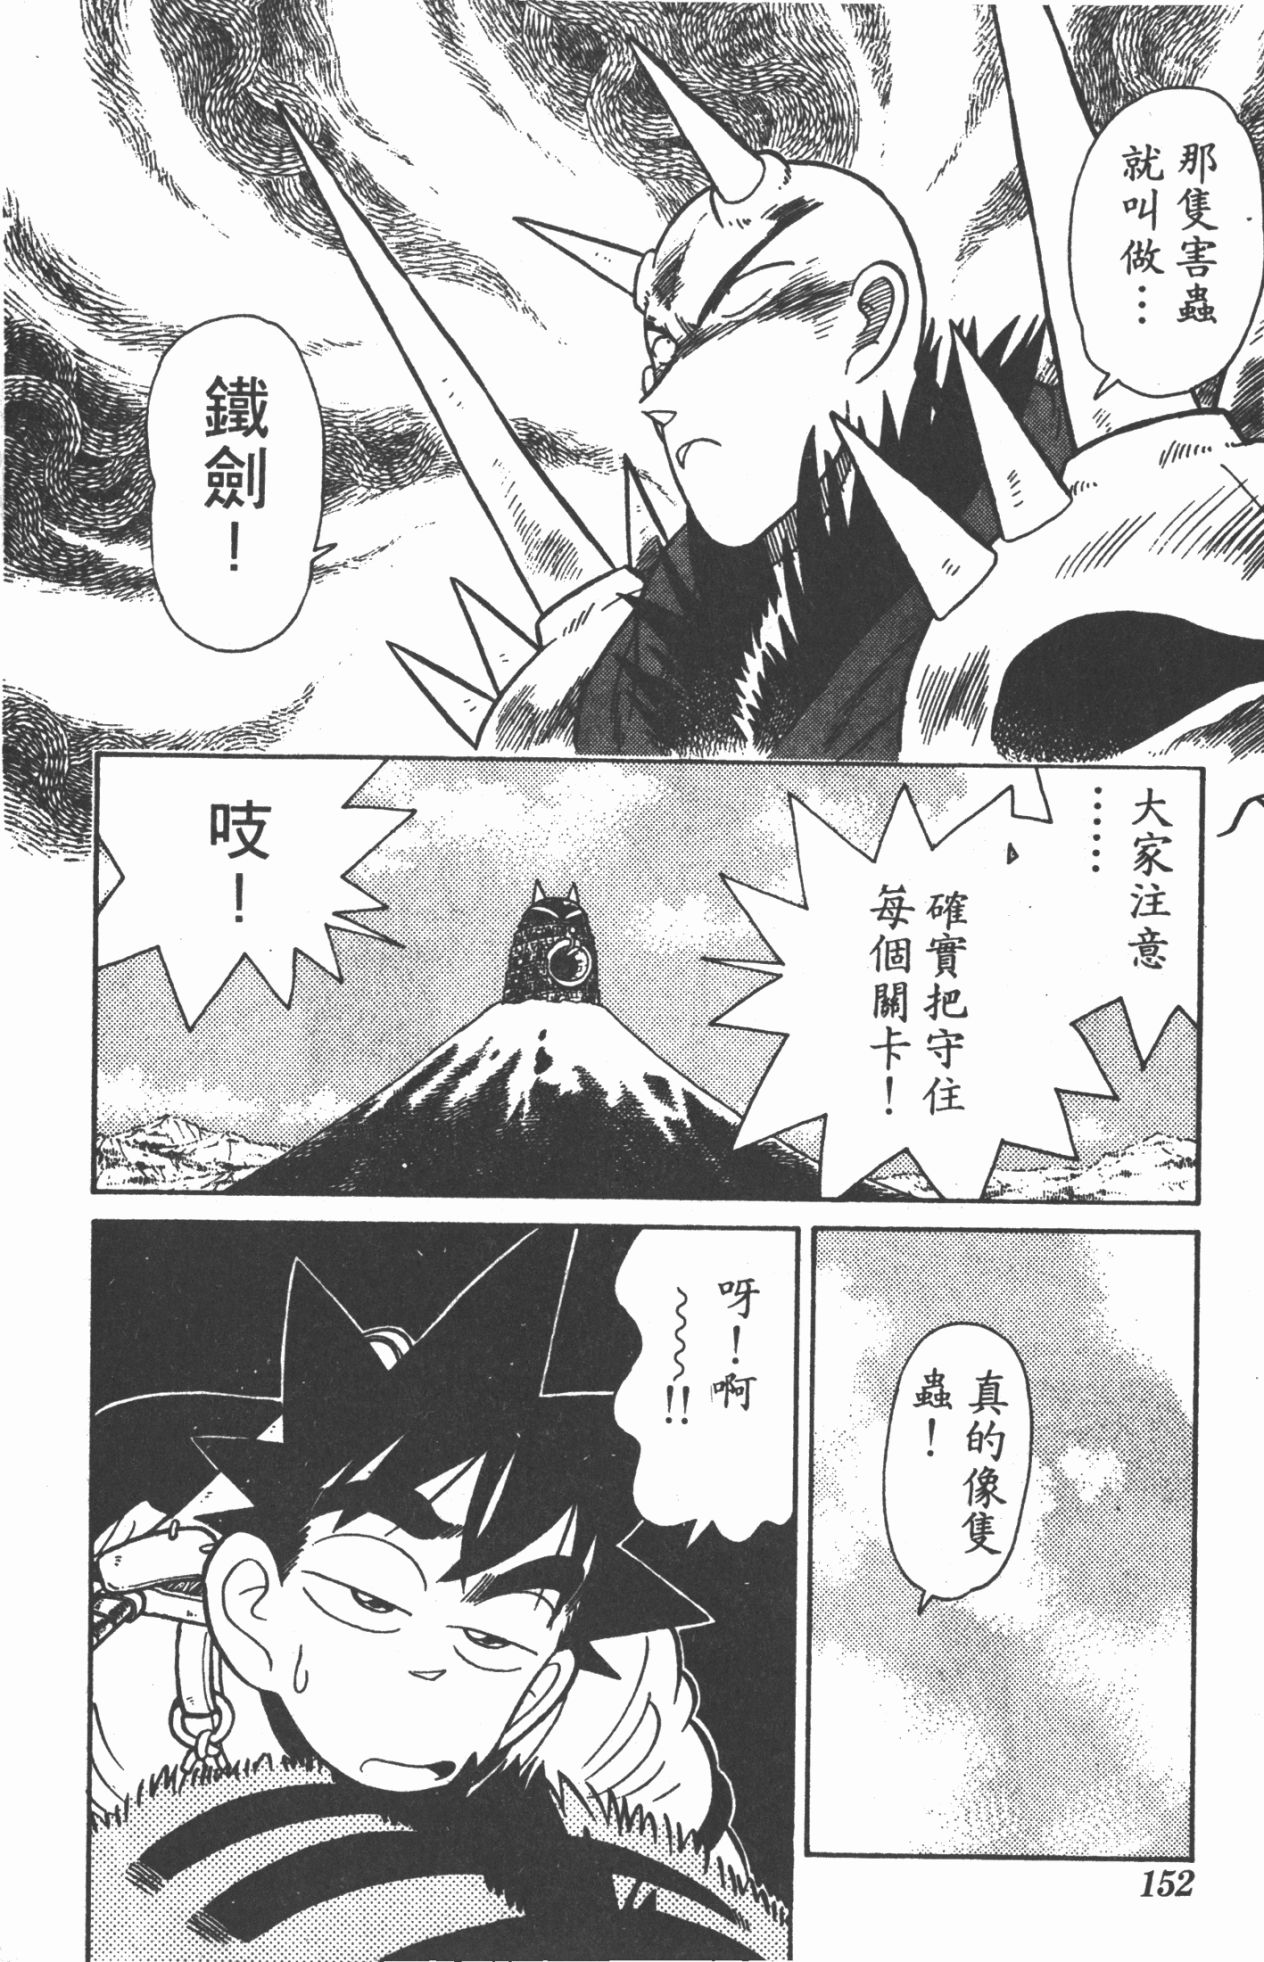 那隻害蟲
就叫做…
鐵劍！
大家注意
……
確實把守住
每個關卡！
吱！
真的像隻
蟲！
呀！啊
～～～!!
152